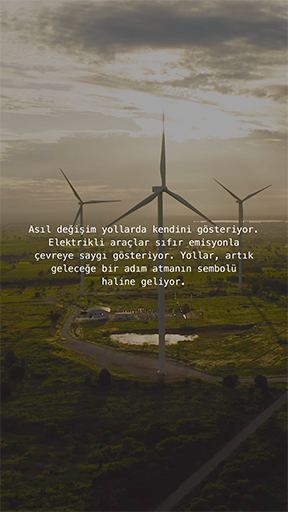 Asıl değişim yollarda kendini gösteriyor.
Elektrikli araçlar sıfır emisyonla
çevreye saygı gösteriyor. Yollar, artık
geleceğe bir adım atmanın sembolü
haline geliyor.